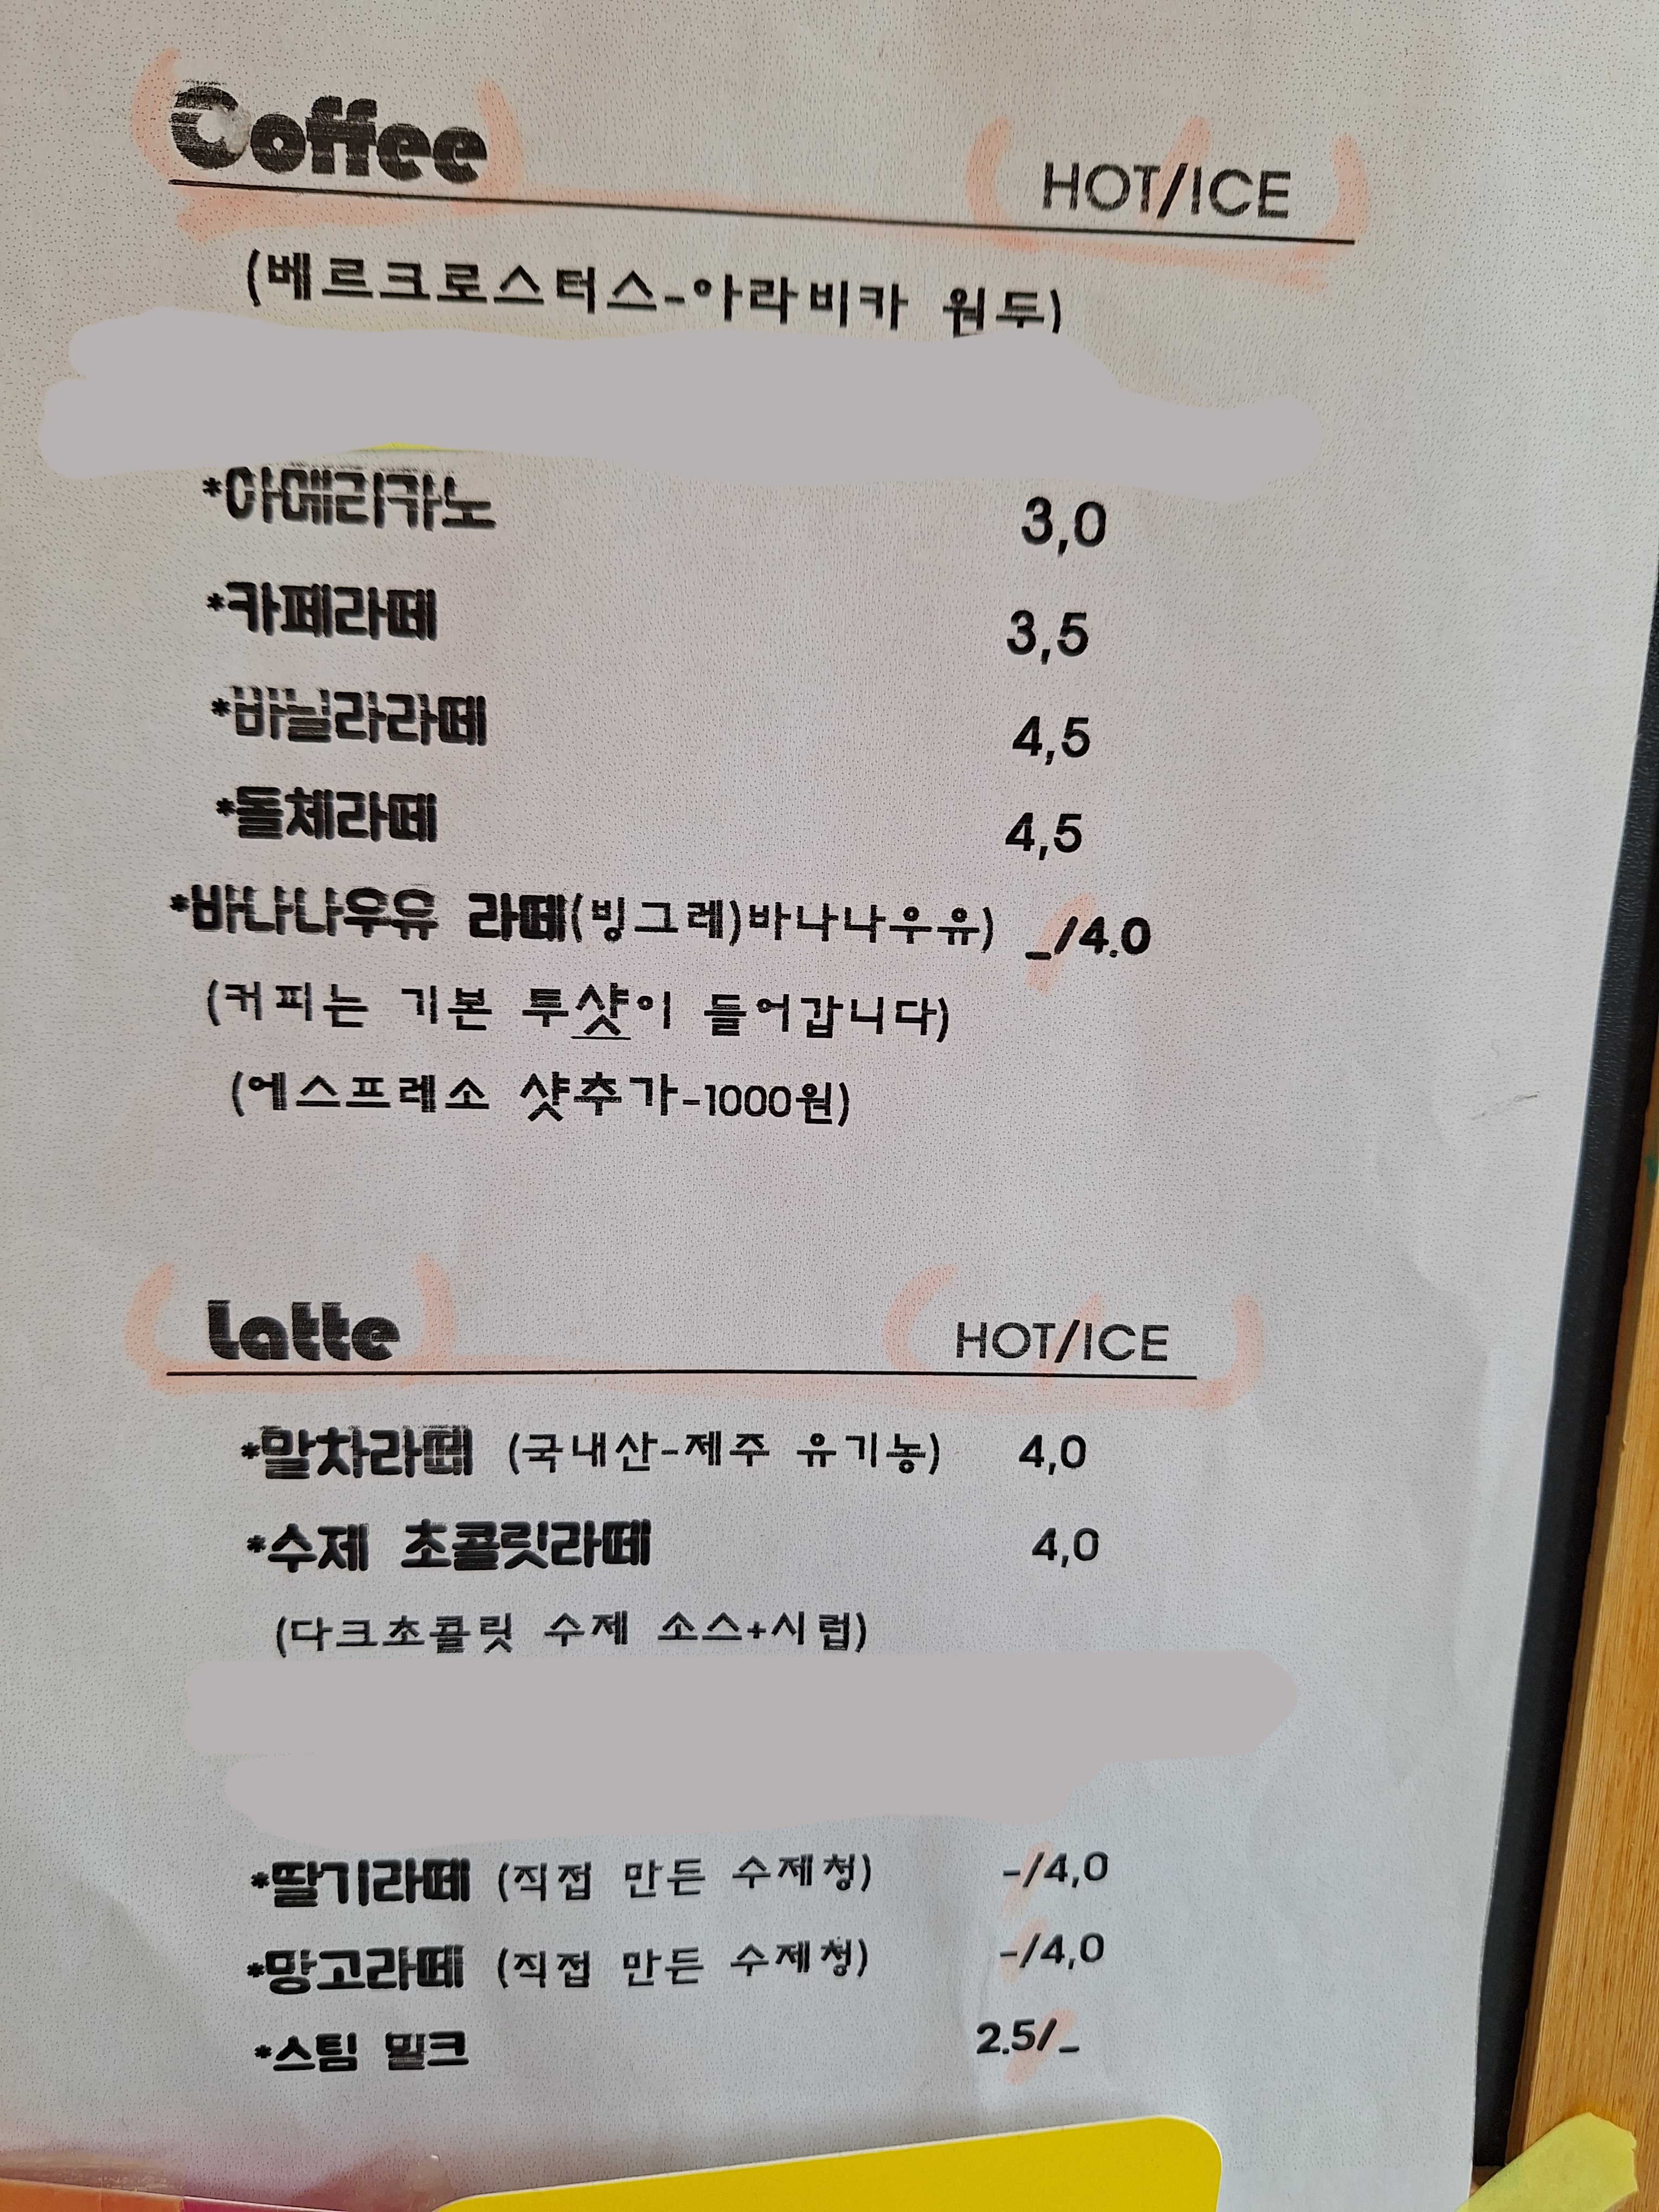 Coffee HOT/ICE
(베르크로스터스-아라비카 원두)
*아메리카노 3,0
*카페라떼 3,5
*바닐라라떼 4,5
*돌체라떼 4,5
*바나나우유 라떼(빙그레)바나나우유) _/4.0
(커피는 기본 투샷이 들어갑니다)
(에스프레소 샷추가-1000원)
Latte HOT/ICE
*말차라떼 (국내산-제주 유기농) 4,0
*수제 초콜릿라떼 4,0
(다크초콜릿 수제 소스+시럽)
*딸기라떼 (직접 만든 수제청) -/4,0
*망고라떼 (직접 만든 수제청) -/4,0
*스팀 밀크 2.5/_